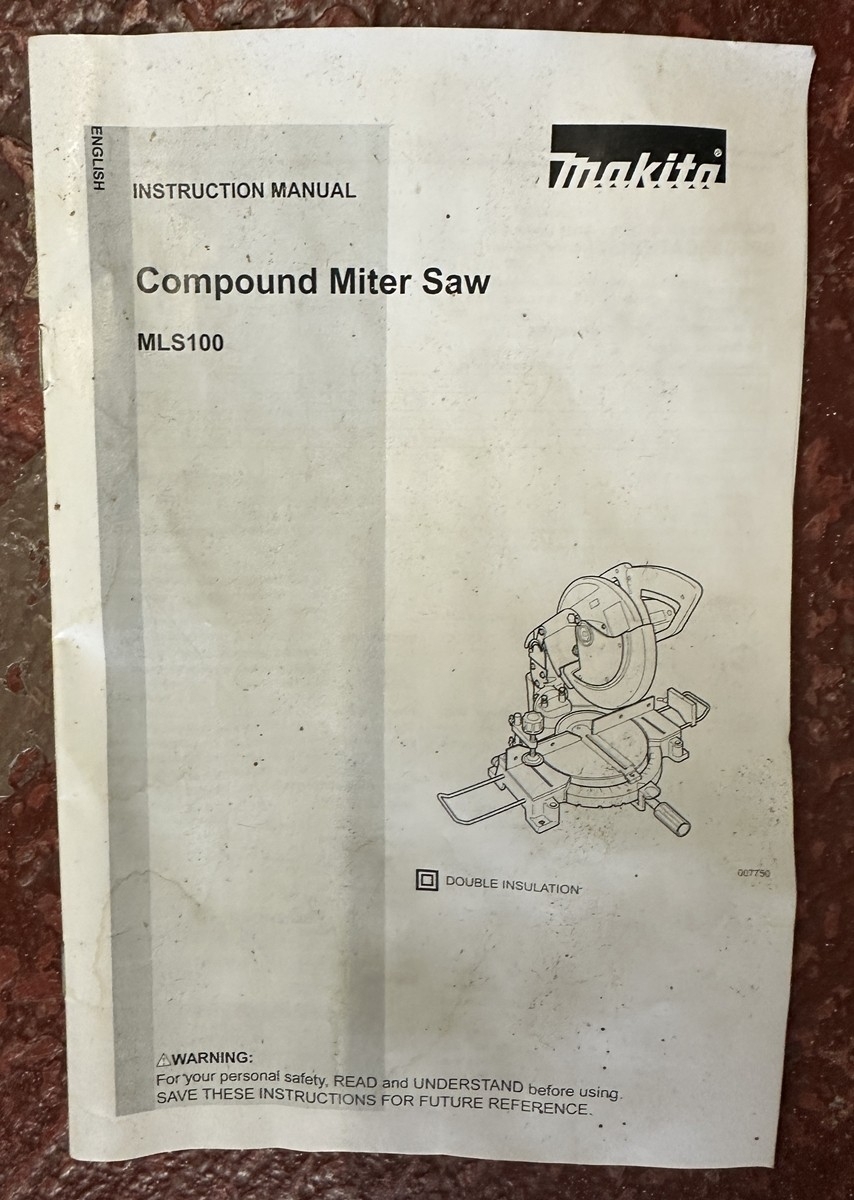 ENGLISH
INSTRUCTION MANUAL
makita®
Compound Miter Saw
MLS100
007750
DOUBLE INSULATION
⚠WARNING:
For your personal safety, READ and UNDERSTAND before using.
SAVE THESE INSTRUCTIONS FOR FUTURE REFERENCE.